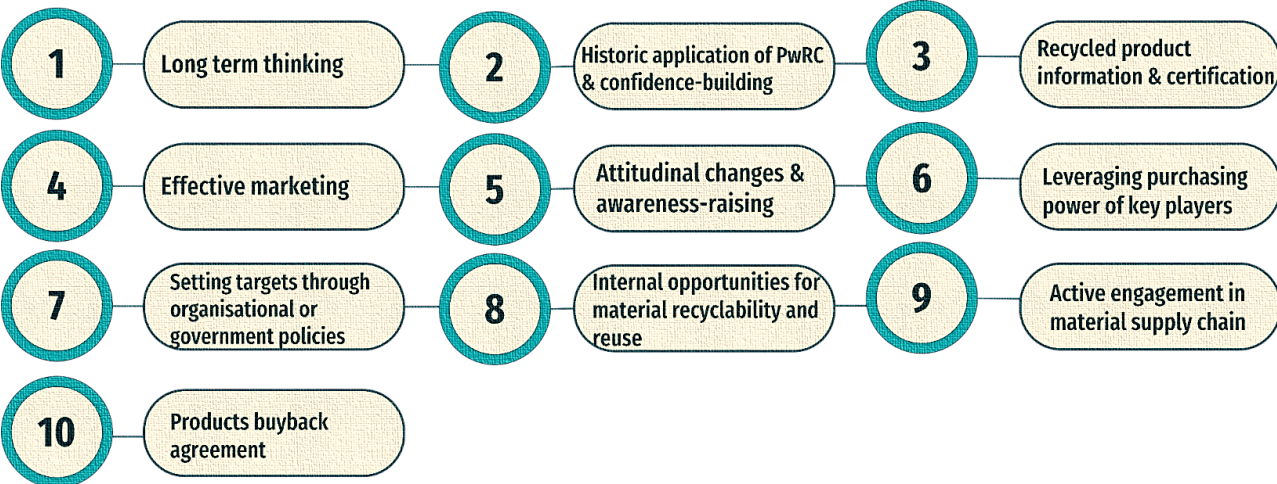 1
Long term thinking
2
Historic application of PwRC
& confidence-building
3
Recycled product
information & certification
4
Effective marketing
5
Attitudinal changes &
awareness-raising
6
Leveraging purchasing
power of key players
7
Setting targets through
organisational or
government policies
8
Internal opportunities for
material recyclability and
reuse
9
Active engagement in
material supply chain
10
Products buyback
agreement